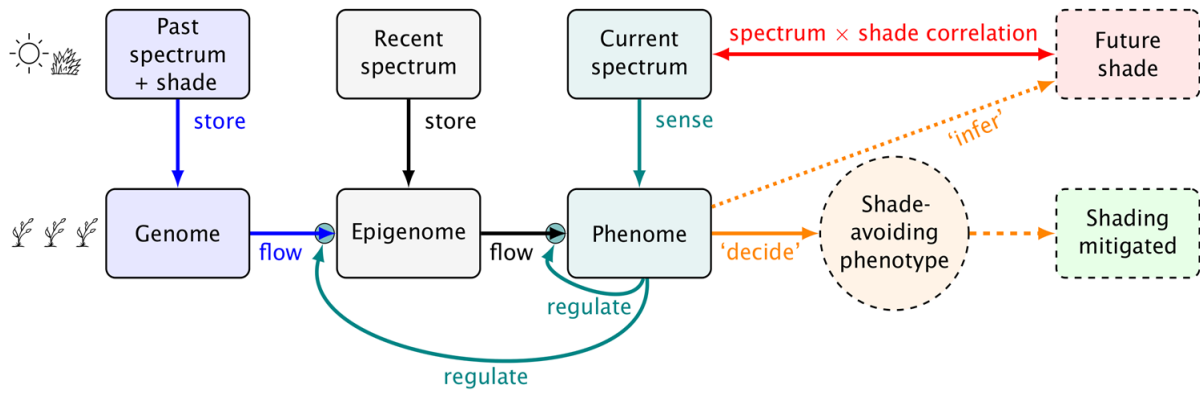 Past
spectrum
+ shade
Recent
spectrum
Current
spectrum
spectrum × shade correlation
Future
shade
store
store
sense
'infer'
Genome
flow
Epigenome
flow
Phenome
'decide'
Shade-
avoiding
phenotype
Shading
mitigated
regulate
regulate